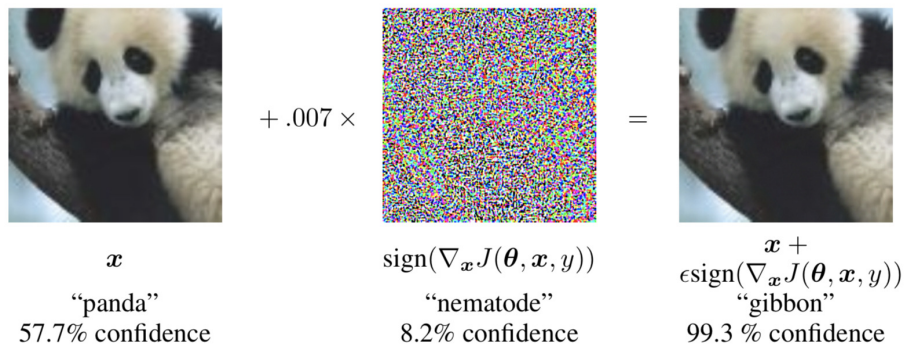 + .007 ×
=
x
sign(∇ₓJ(θ, x, y))
x +
ϵsign(∇ₓJ(θ, x, y))
“panda”
“nematode”
“gibbon”
57.7% confidence
8.2% confidence
99.3 % confidence